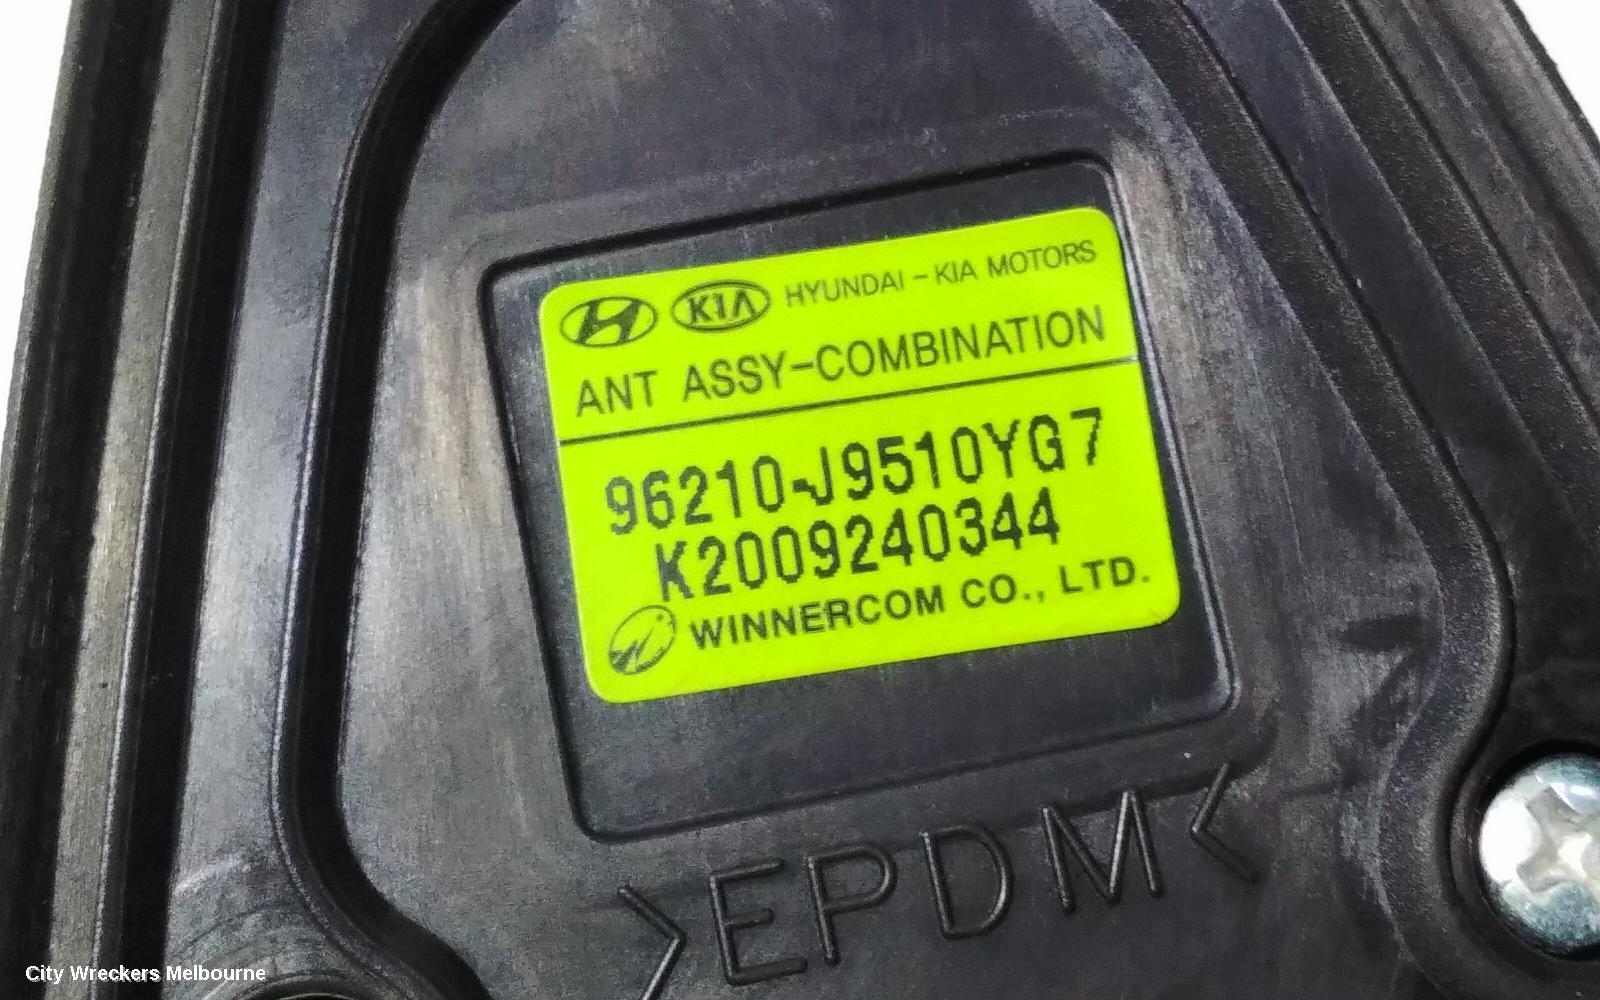 KIA HYUNDAI - KIA MOTORS
ANT ASSY-COMBINATION
96210-J9510YG7
K2009240344
WINNERCOM CO., LTD.
>EPDM<
City Wreckers Melbourne